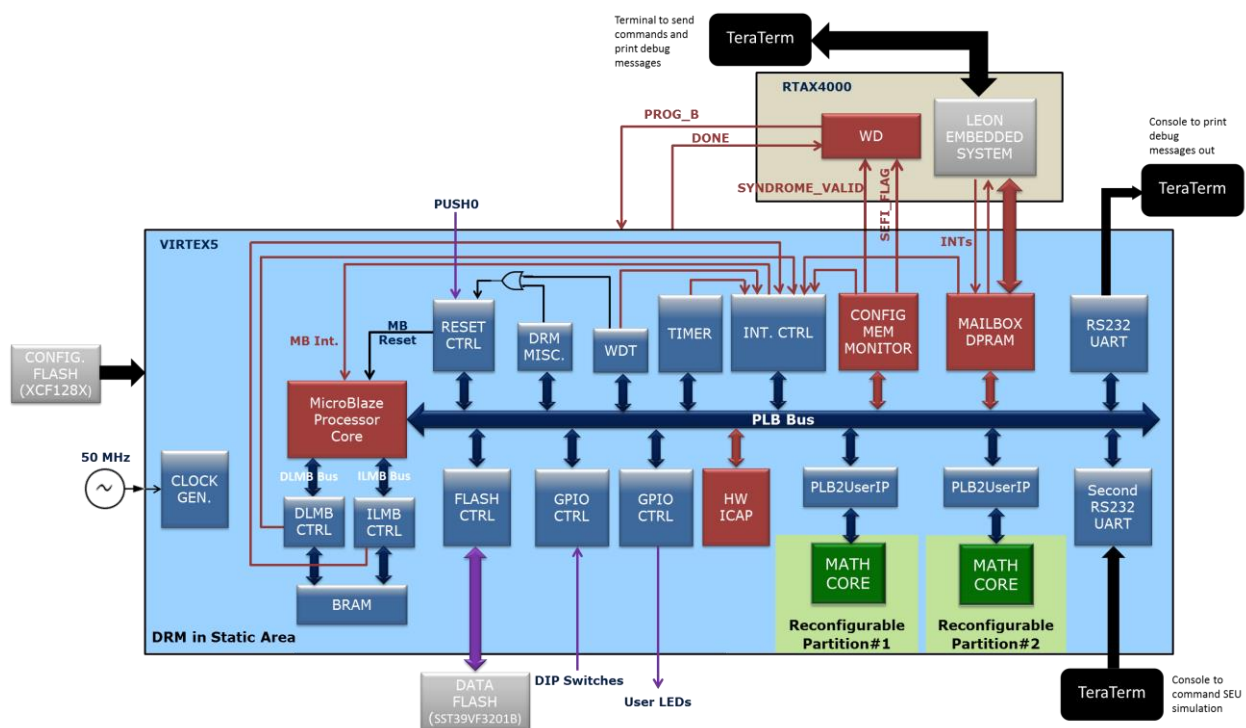 Terminal to send
commands and
print debug
messages
TeraTerm
RTAX4000
WD
LEON
EMBEDDED
SYSTEM
PROG_B
DONE
SYNDROME_VALID
SEFI_FLAG
INTs
Console to print
debug
messages out
TeraTerm
PUSH0
VIRTEX5
MB Int.
MB
Reset
RESET
CTRL
DRM
MISC.
WDT
TIMER
INT. CTRL
CONFIG
MEM
MONITOR
MAILBOX
DPRAM
RS232
UART
CONFIG.
FLASH
(XCF128X)
MicroBlaze
Processor
Core
PLB Bus
50 MHz
CLOCK
GEN.
DLMB Bus
ILMB Bus
DLMB
CTRL
ILMB
CTRL
BRAM
FLASH
CTRL
GPIO
CTRL
GPIO
CTRL
HW
ICAP
PLB2UserIP
PLB2UserIP
Second
RS232
UART
MATH
CORE
MATH
CORE
Reconfigurable
Partition#1
Reconfigurable
Partition#2
DRM in Static Area
DATA
FLASH
(SST39VF3201B)
DIP Switches
User LEDs
TeraTerm
Console to
command SEU
simulation